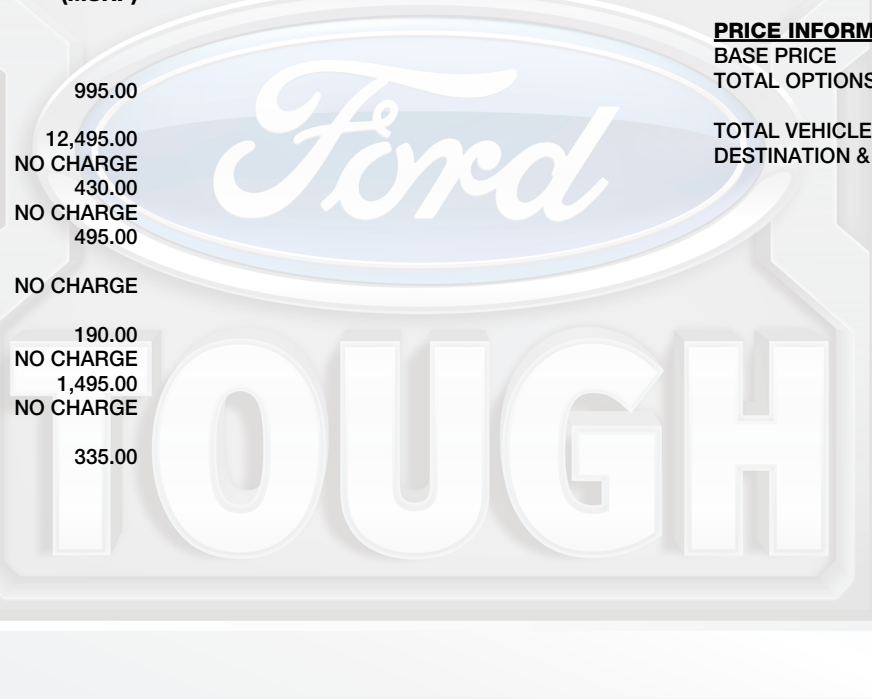 PRICE INFORM
BASE PRICE
TOTAL OPTIONS
TOTAL VEHICLE
DESTINATION &
995.00
12,495.00
NO CHARGE
430.00
NO CHARGE
495.00
NO CHARGE
190.00
NO CHARGE
1,495.00
NO CHARGE
335.00
Ford
TOUGH